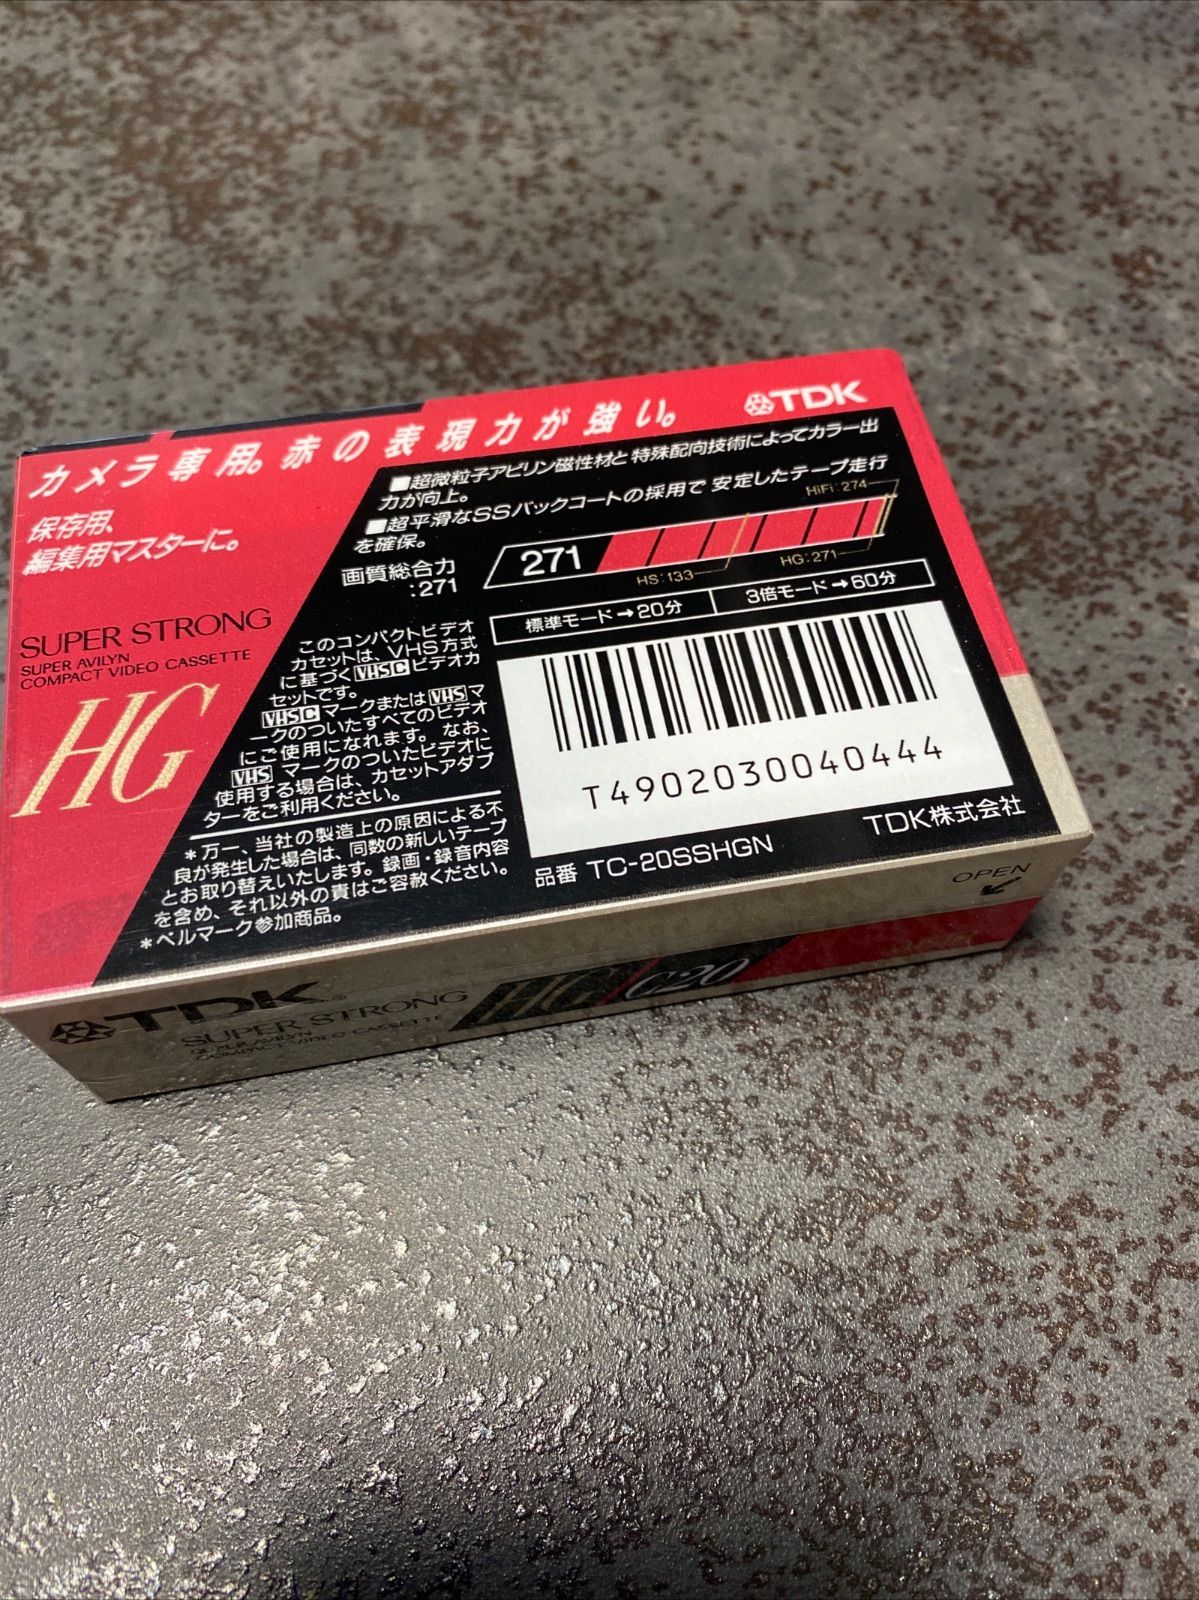 カメラ専用。赤の表現力が強い。
TDK
保存用、
編集用マスターに。
SUPER STRONG
SUPER AVILYN
COMPACT VIDEO CASSETTE
HG
■超微粒子アビリン磁性材と特殊配向技術によってカラー出
力が向上。
■超平滑なSSバックコートの採用で安定したテープ走行
を確保。
画質総合力
:271
271
HiFi:274
HS:133
HG:271
標準モード→20分
3倍モード→60分
このコンパクトビデオ
カセットは、VHS方式
に基づくVHSCビデオカ
セットです。
VHSCマークまたはVHSマ
ークのついたすべてのビデオ
にご使用になれます。なお、
VHSマークのついたビデオに
使用する場合は、カセットアダプ
ターをご利用ください。
*万一、当社の製造上の原因による不
良が発生した場合は、同数の新しいテープ
とお取り替えいたします。録画・録音内容
を含め、それ以外の責はご容赦ください。
*ベルマーク参加商品。
T4902030040444
品番 TC-20SSHGN
TDK株式会社
OPEN
TDK®
SUPER STRONG
SUPER AVILYN
COMPACT VIDEO CASSETTE
HG/C20